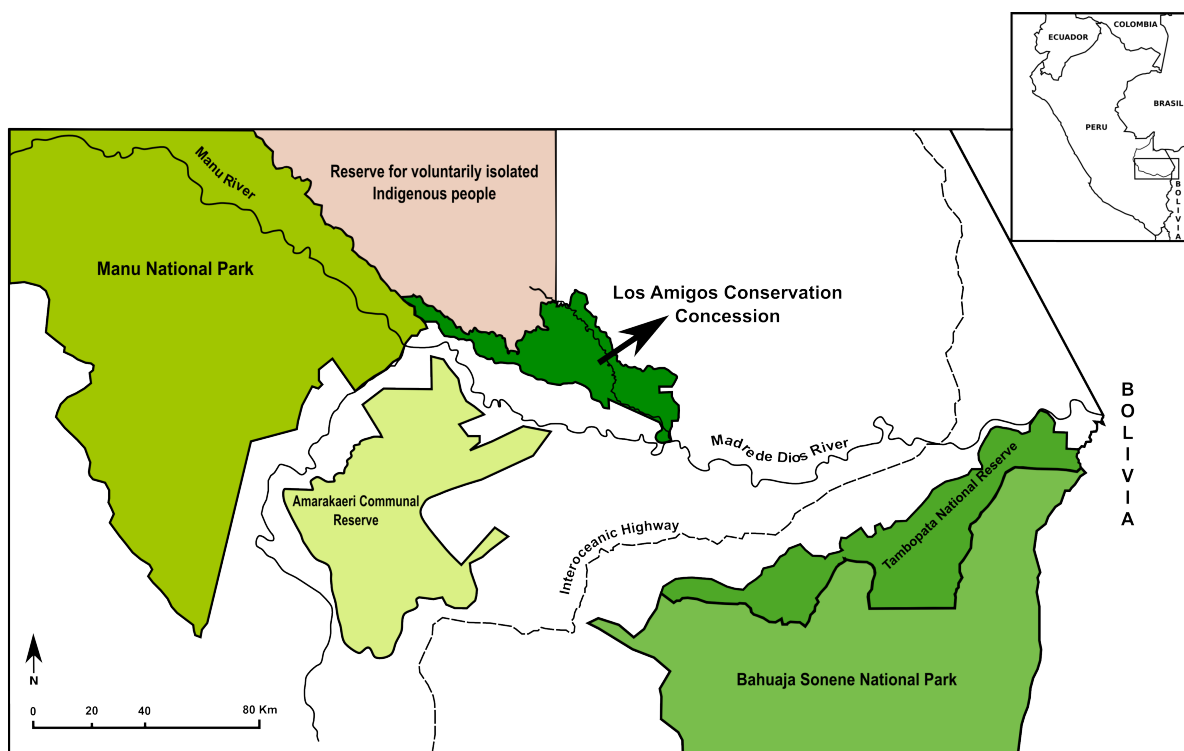 COLOMBIA
ECUADOR
BRASIL
PERU
BOLIVIA
Manu River
Reserve for voluntarily isolated
Indigenous people
Manu National Park
Los Amigos Conservation
Concession
BOLIVIA
Madre de Dios River
Tambopata National Reserve
Amarakaeri Communal
Reserve
Interoceanic Highway
Bahuaja Sonene National Park
N
0 20 40 80 Km